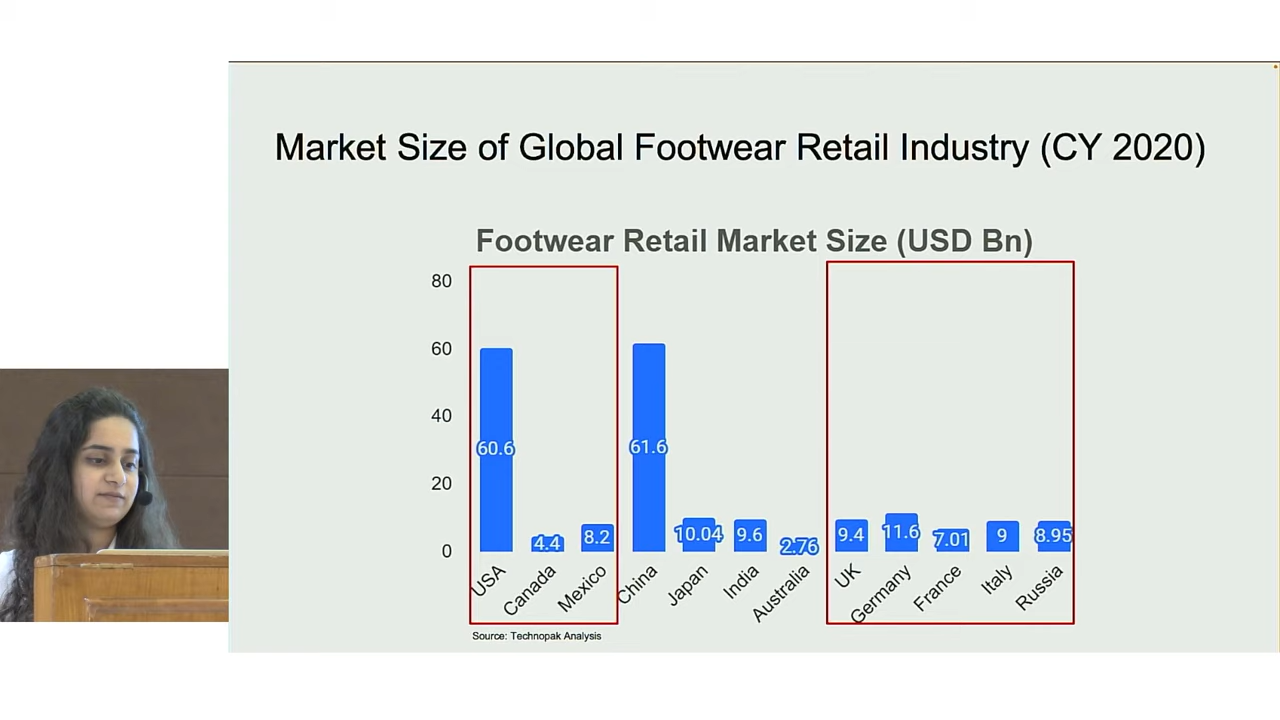 Market Size of Global Footwear Retail Industry (CY 2020)
Footwear Retail Market Size (USD Bn)
80
60
40
20
0
60.6
4.4
8.2
61.6
10.04
9.6
2.76
9.4
11.6
7.01
9
8.95
USA
Canada
Mexico
China
Japan
India
Australia
UK
Germany
France
Italy
Russia
Source: Technopak Analysis